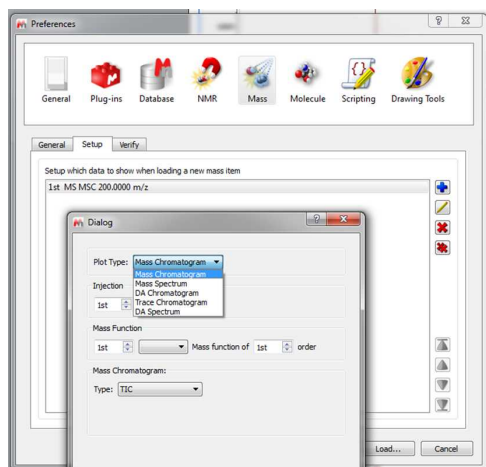 Preferences
General Plug-ins Database NMR Mass Molecule Scripting Drawing Tools
General Setup Verify
Setup which data to show when loading a new mass item
1st MS MSC 200.0000 m/z
Dialog
Plot Type: Mass Chromatogram
Mass Chromatogram
Mass Spectrum
DA Chromatogram
Trace Chromatogram
DA Spectrum
Injection
1st
Mass Function
1st Mass function of 1st order
Mass Chromatogram:
Type: TIC
Load... Cancel